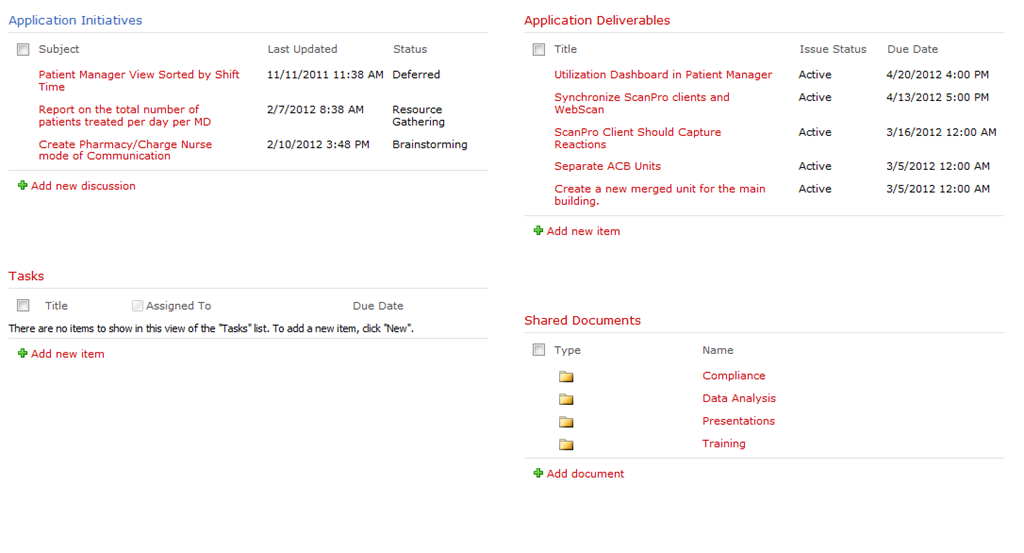 Application Initiatives
Subject Last Updated Status
Patient Manager View Sorted by Shift 11/11/2011 11:38 AM Deferred
Time
Report on the total number of 2/7/2012 8:38 AM Resource
patients treated per day per MD Gathering
Create Pharmacy/Charge Nurse 2/10/2012 3:48 PM Brainstorming
mode of Communication
Add new discussion
Tasks
Title Assigned To Due Date
There are no items to show in this view of the "Tasks" list. To add a new item, click "New".
Add new item
Application Deliverables
Title Issue Status Due Date
Utilization Dashboard in Patient Manager Active 4/20/2012 4:00 PM
Synchronize ScanPro clients and Active 4/13/2012 5:00 PM
WebScan
ScanPro Client Should Capture Active 3/16/2012 12:00 AM
Reactions
Separate ACB Units Active 3/5/2012 12:00 AM
Create a new merged unit for the main Active 3/5/2012 12:00 AM
building.
Add new item
Shared Documents
Type Name
Compliance
Data Analysis
Presentations
Training
Add document